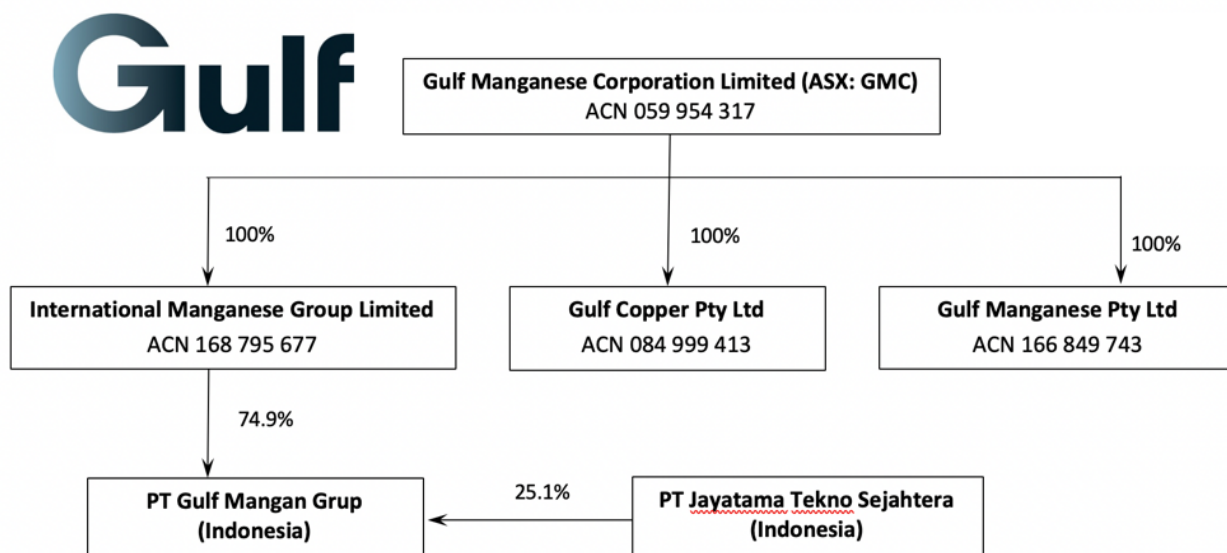 Gulf
Gulf Manganese Corporation Limited (ASX: GMC)
ACN 059 954 317
100%
100%
100%
International Manganese Group Limited
ACN 168 795 677
Gulf Copper Pty Ltd
ACN 084 999 413
Gulf Manganese Pty Ltd
ACN 166 849 743
74.9%
PT Gulf Mangan Grup
(Indonesia)
25.1%
PT Jayatama Tekno Sejahtera
(Indonesia)